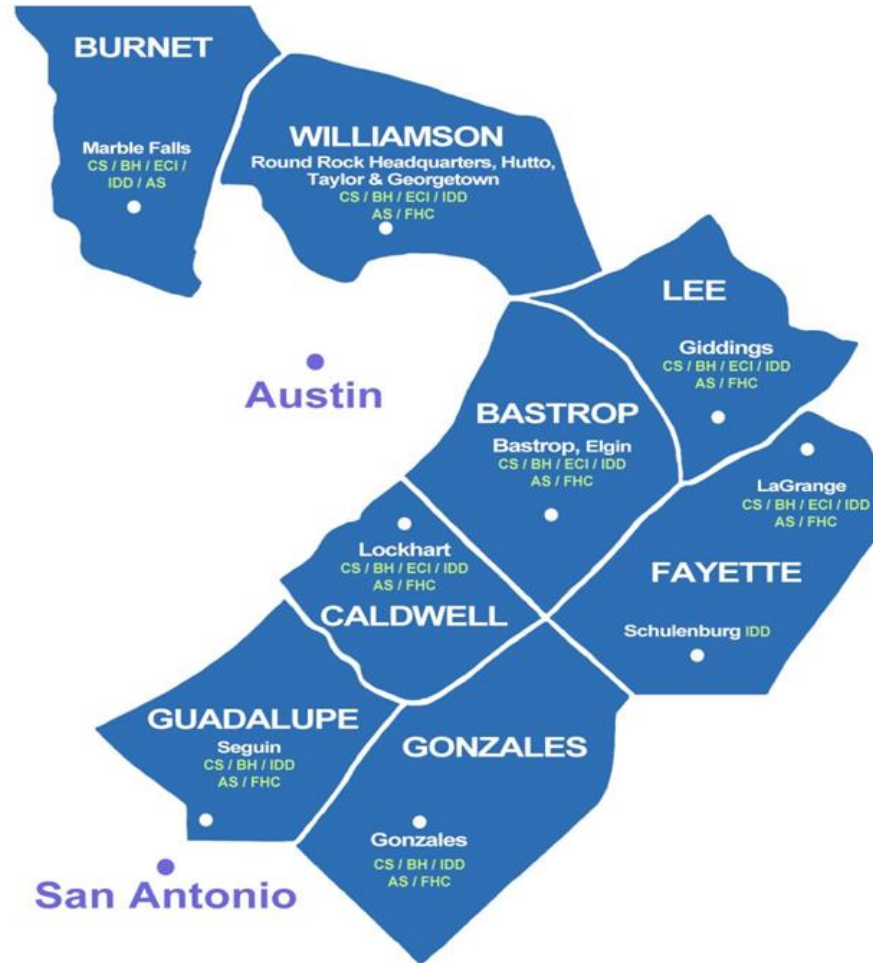 BURNET
Marble Falls
CS / BH / ECI /
IDD / AS
WILLIAMSON
Round Rock Headquarters, Hutto,
Taylor & Georgetown
CS / BH / ECI / IDD
AS / FHC
LEE
Giddings
CS / BH / ECI / IDD
AS / FHC
Austin
BASTROP
Bastrop, Elgin
CS / BH / ECI / IDD
AS / FHC
LaGrange
CS / BH / ECI / IDD
AS / FHC
FAYETTE
Schulenburg IDD
Lockhart
CS / BH / ECI / IDD
AS / FHC
CALDWELL
GUADALUPE
Seguin
CS / BH / IDD
AS / FHC
GONZALES
Gonzales
CS / BH / IDD
AS / FHC
San Antonio